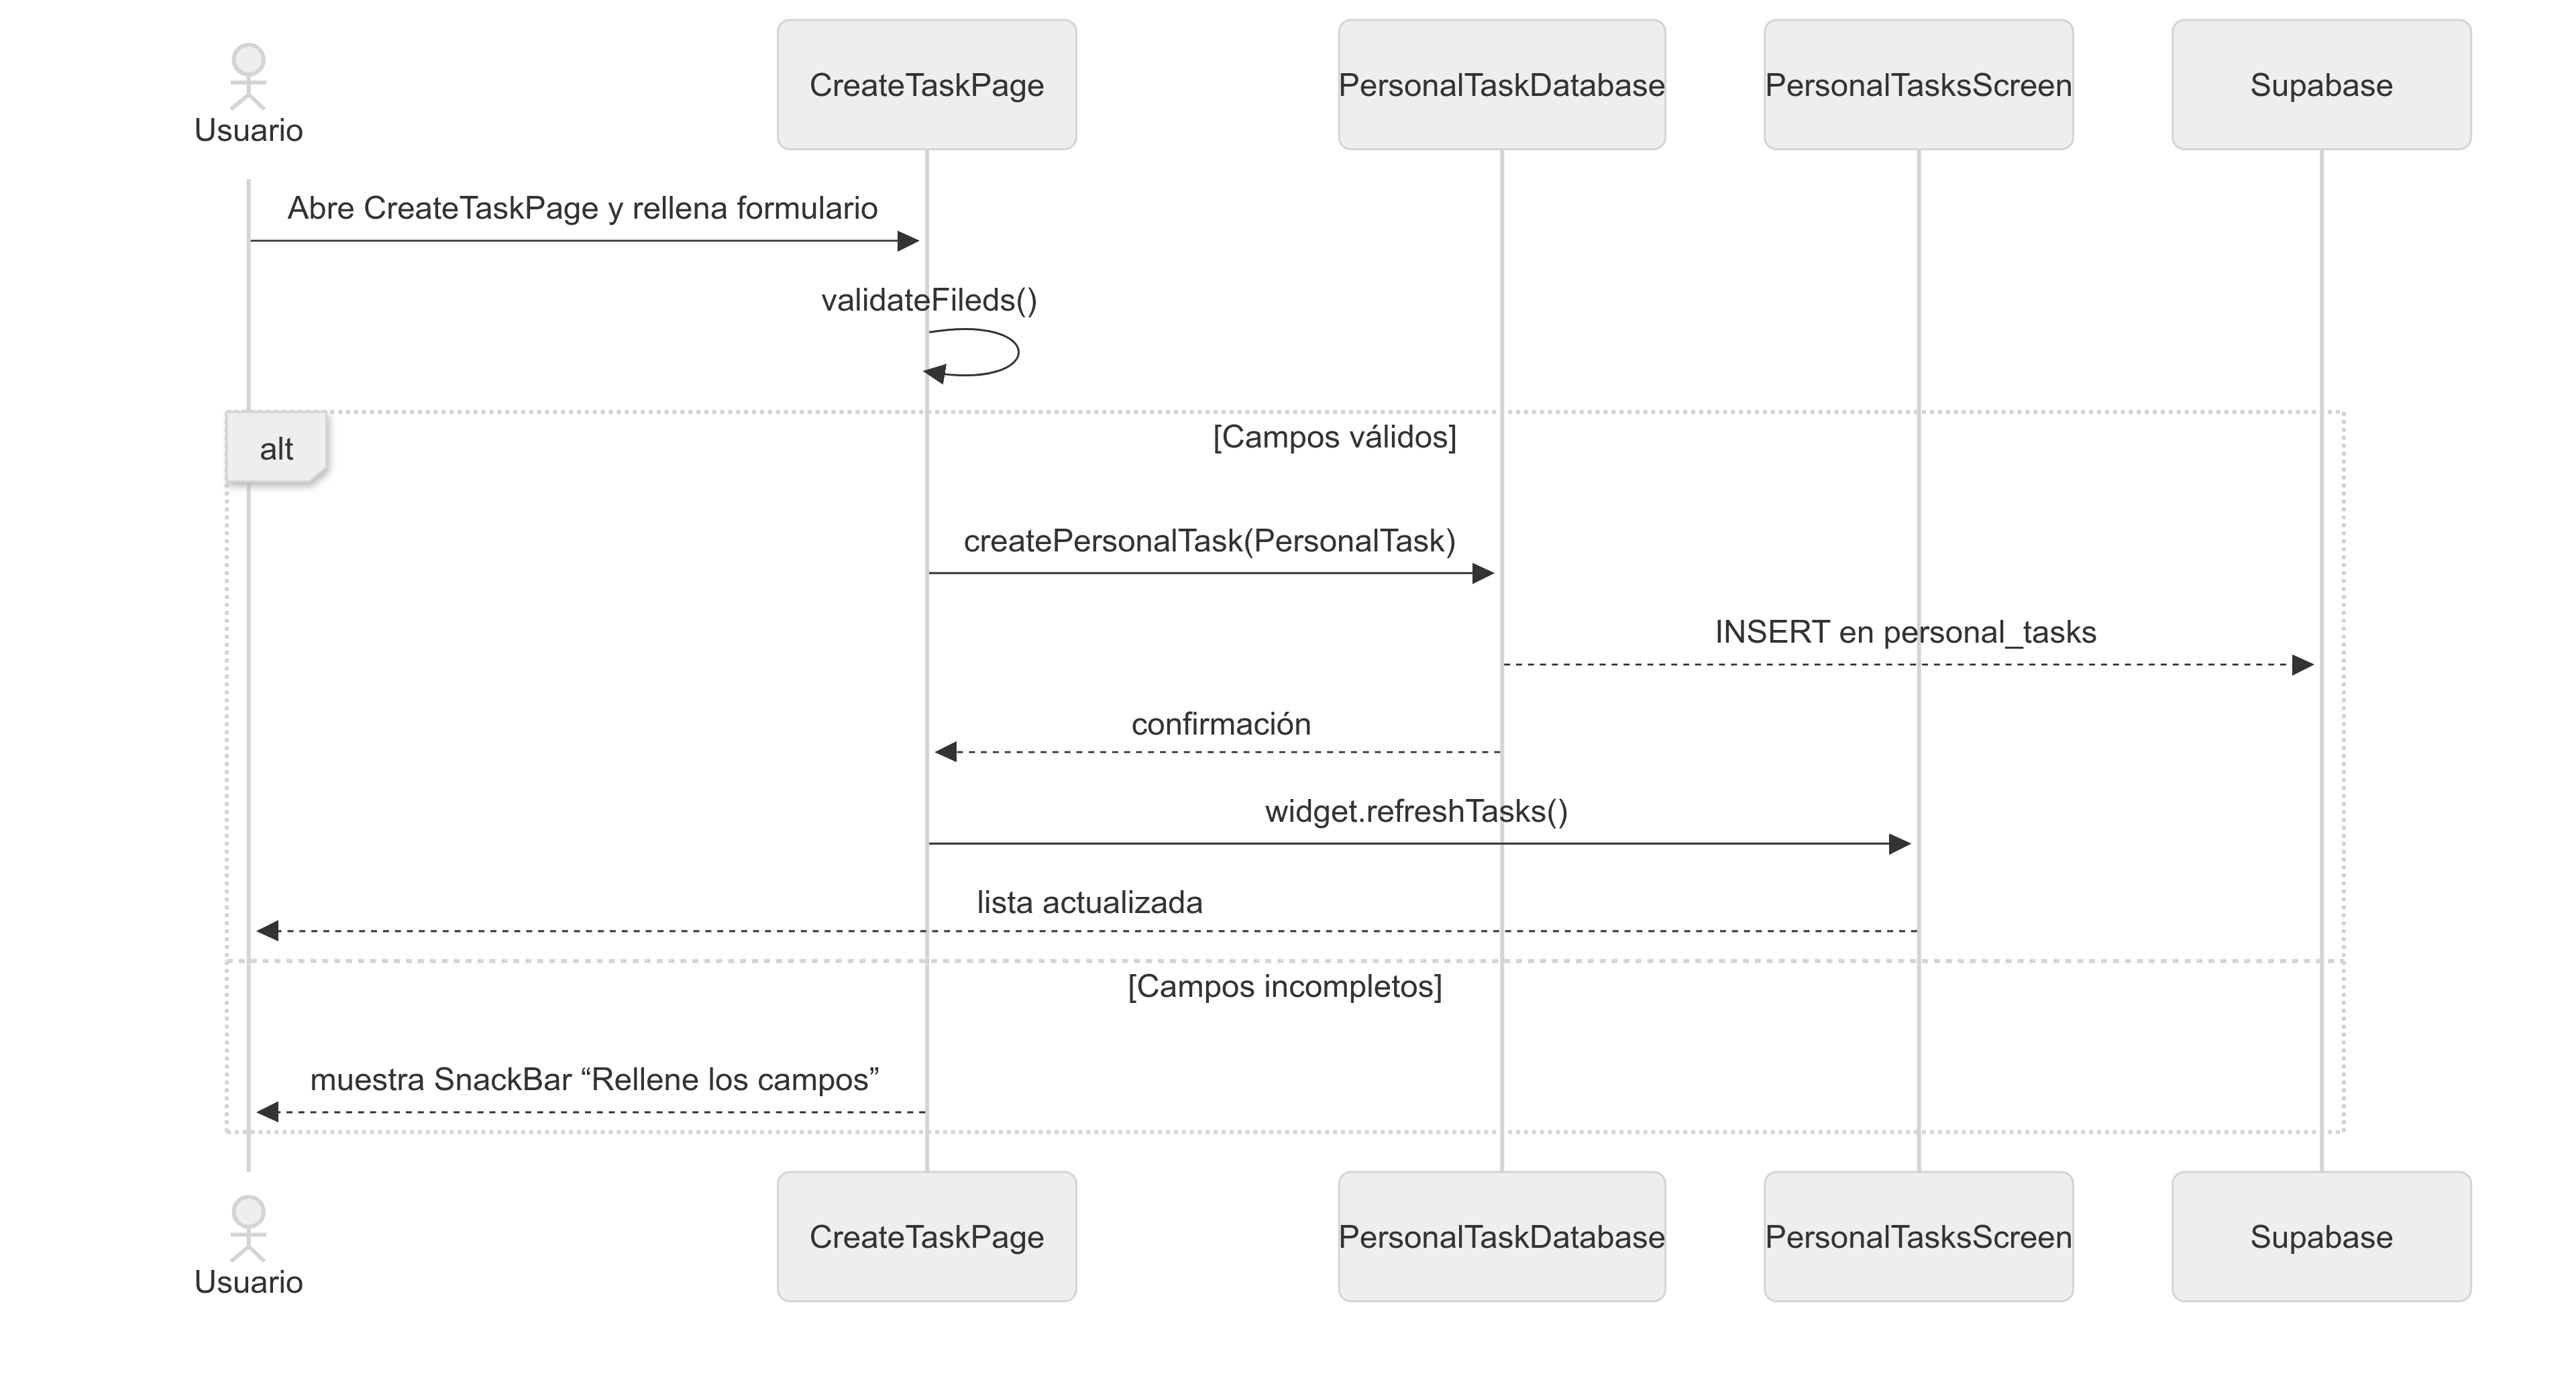 Usuario
CreateTaskPage
PersonalTaskDatabase
PersonalTasksScreen
Supabase
Abre CreateTaskPage y rellena formulario
validateFileds()
alt
[Campos válidos]
createPersonalTask(PersonalTask)
INSERT en personal_tasks
confirmación
widget.refreshTasks()
lista actualizada
[Campos incompletos]
muestra SnackBar “Rellene los campos”
Usuario
CreateTaskPage
PersonalTaskDatabase
PersonalTasksScreen
Supabase